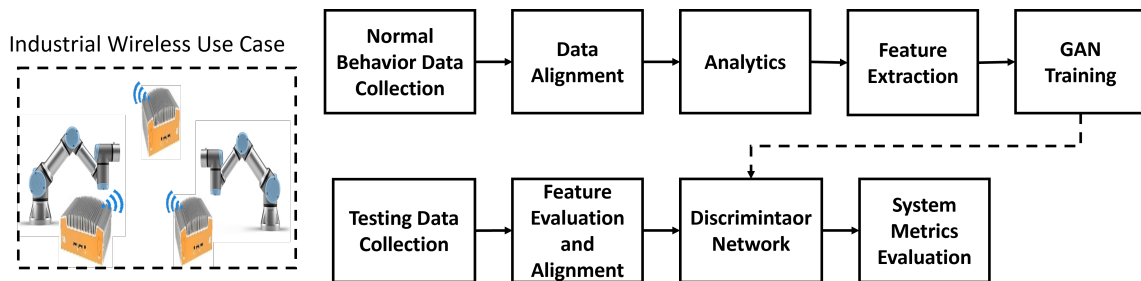 Industrial Wireless Use Case
Normal
Behavior Data
Collection
Data
Alignment
Analytics
Feature
Extraction
GAN
Training
Testing Data
Collection
Feature
Evaluation
and
Alignment
Discrimintaor
Network
System
Metrics
Evaluation